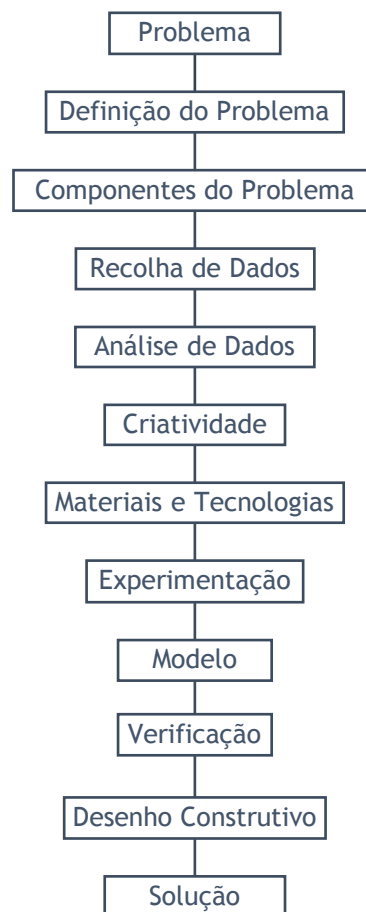 Problema
Definição do Problema
Componentes do Problema
Recolha de Dados
Análise de Dados
Criatividade
Materiais e Tecnologias
Experimentação
Modelo
Verificação
Desenho Construtivo
Solução